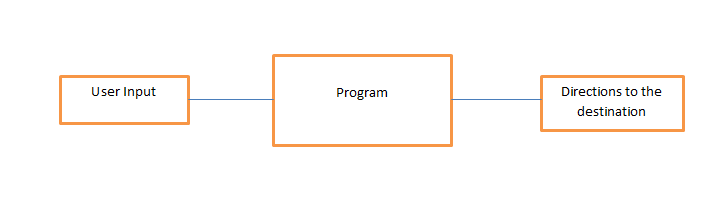 User Input
Program
Directions to the
destination